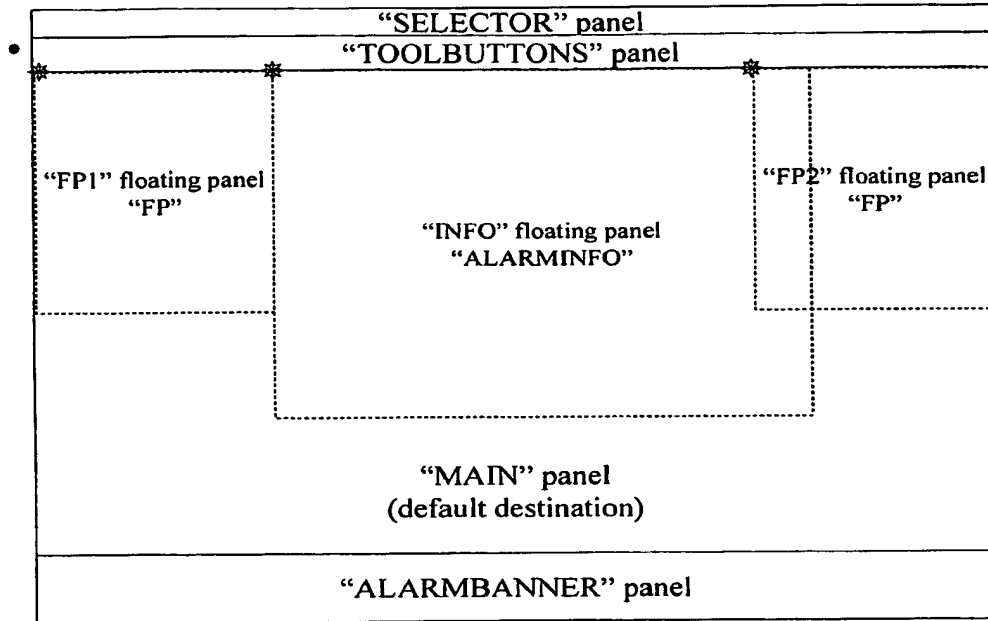 “SELECTOR” panel
“TOOLBUTTONS” panel
“FP1” floating panel
“FP”
“INFO” floating panel
“ALARMINFO”
“FP2” floating panel
“FP”
“MAIN” panel
(default destination)
“ALARMBANNER” panel